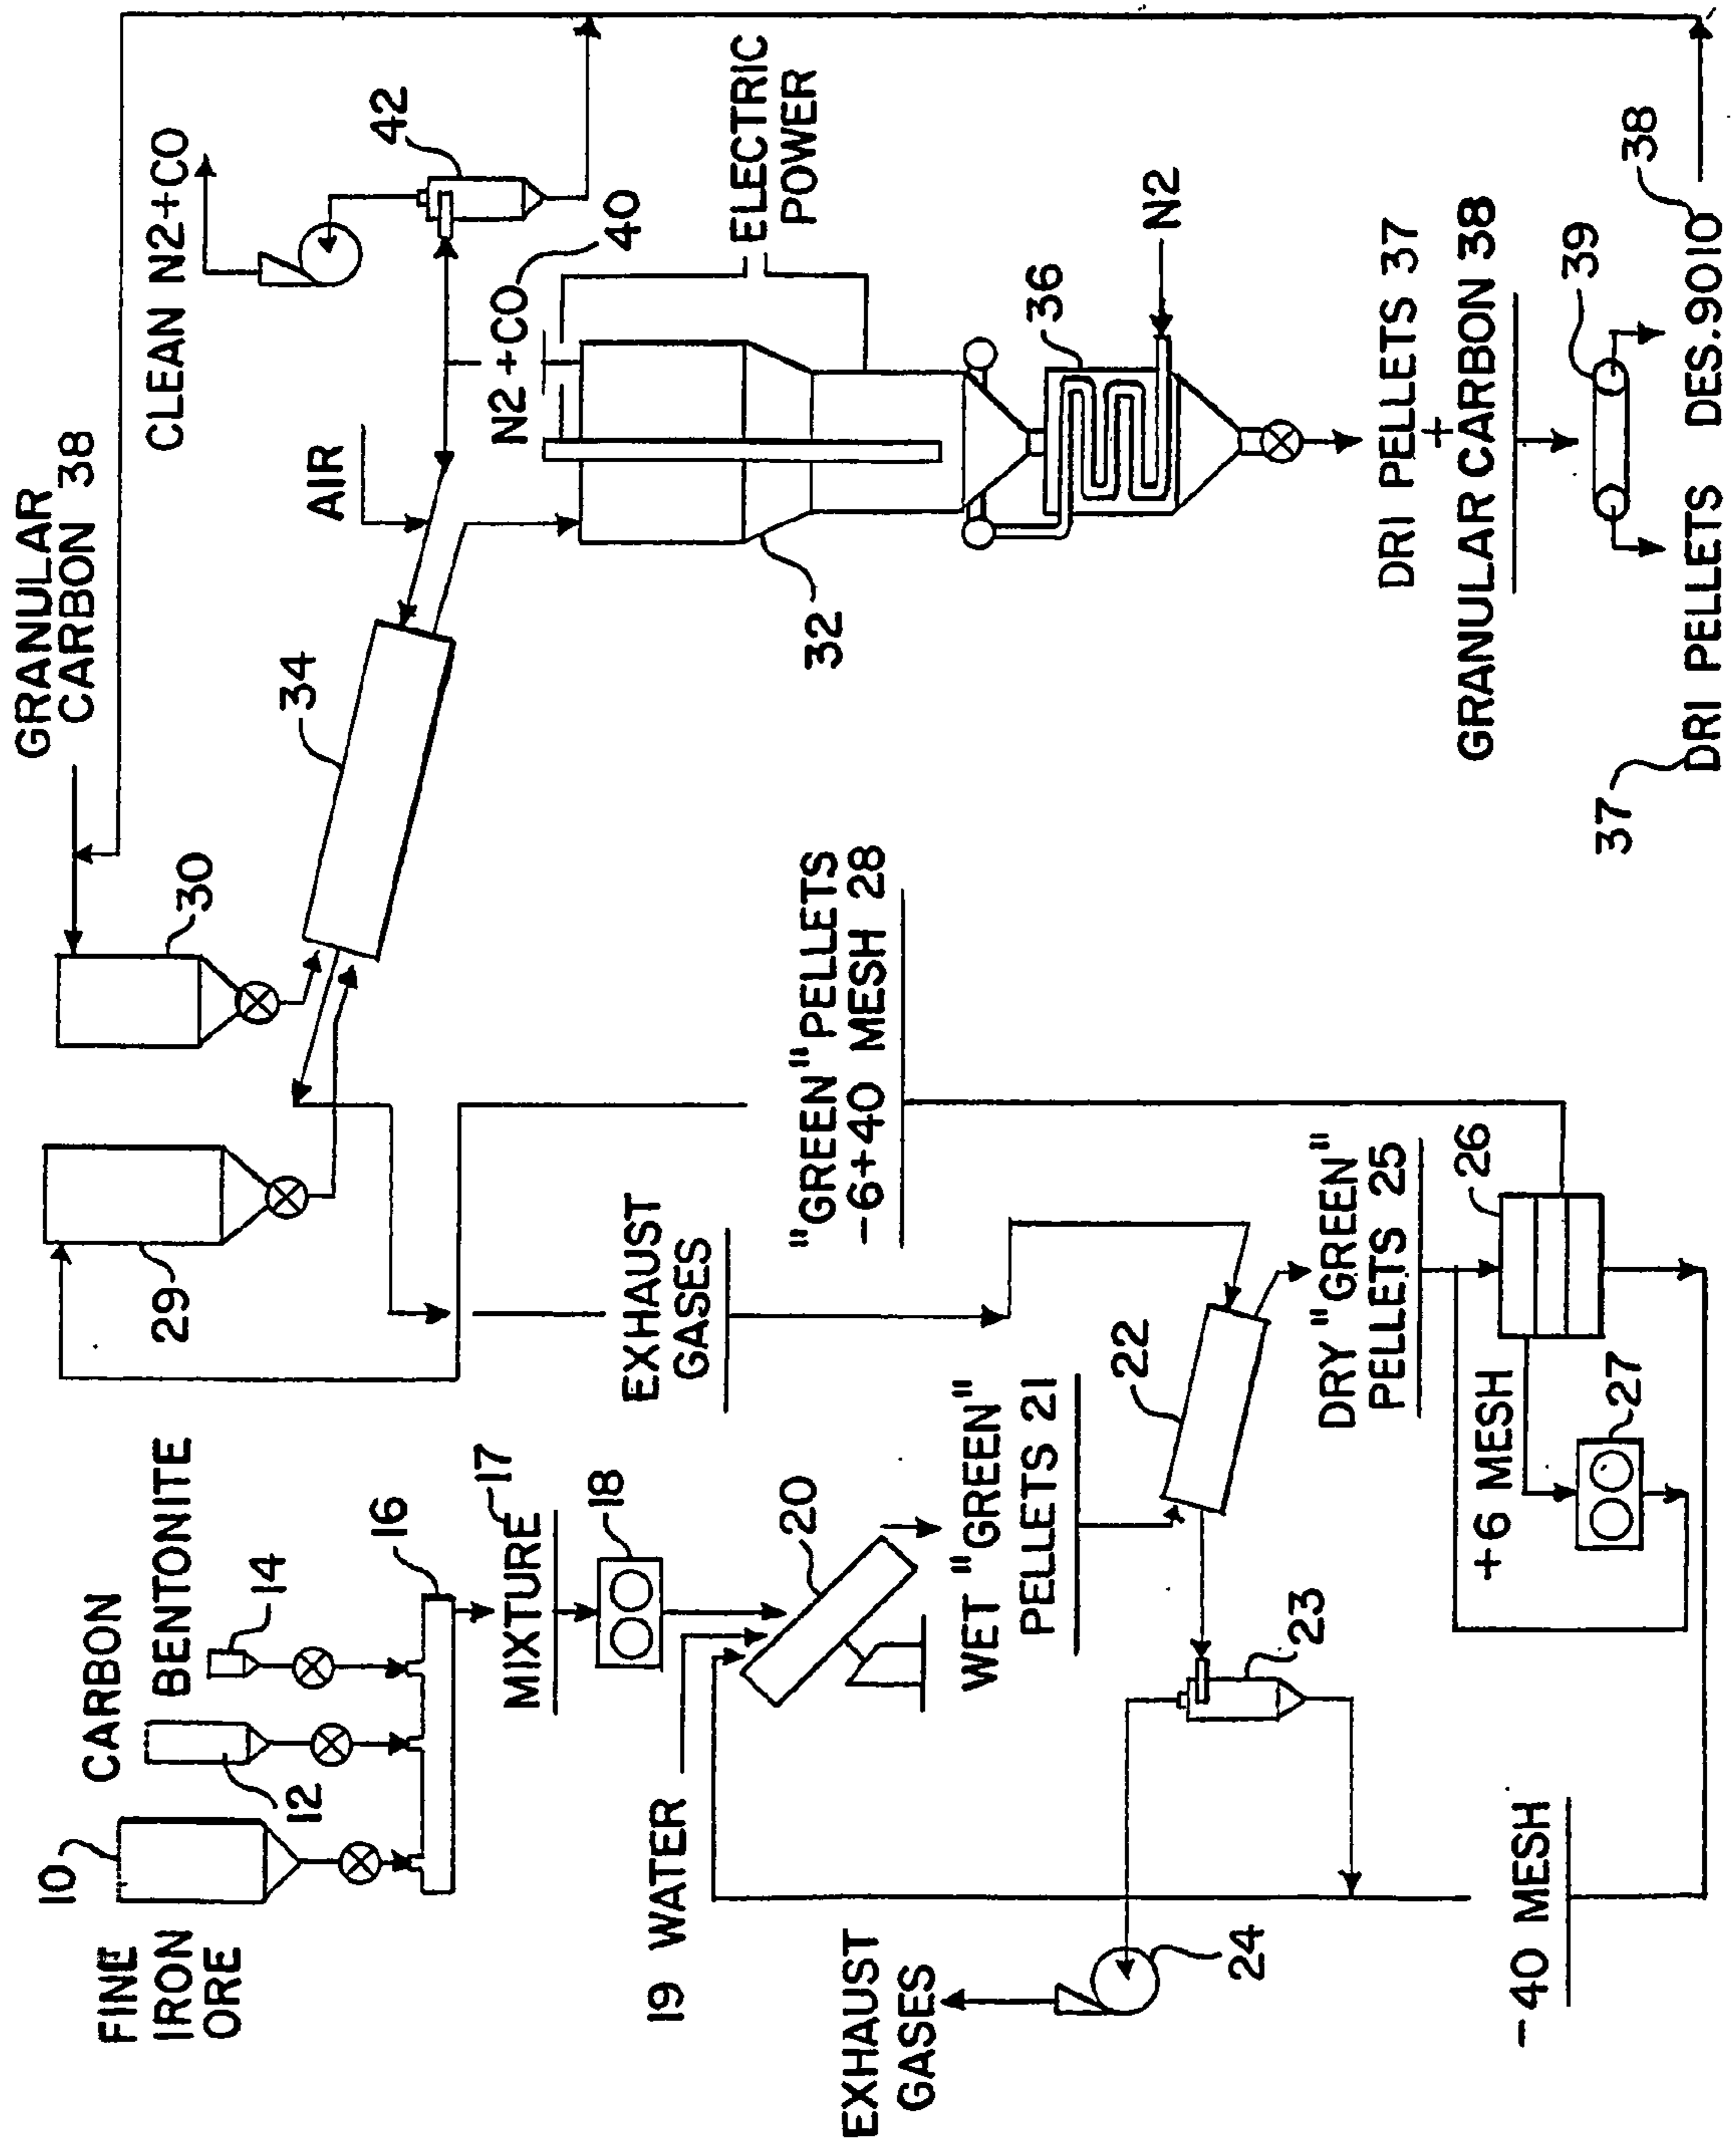 FINE
IRON
ORE
10
CARBON
12
BENTONITE
14
16
MIXTURE
17
18
19 WATER
20
WET "GREEN"
PELLETS 21
22
23
24
EXHAUST
GASES
DRY "GREEN"
PELLETS 25
26
+6 MESH
27
-40 MESH
"GREEN" PELLETS
-6+40 MESH 28
EXHAUST
GASES
29
30
GRANULAR
CARBON 38
34
AIR
32
N2+CO
40
CLEAN N2+CO
42
ELECTRIC
POWER
36
N2
DRI PELLETS 37
+
GRANULAR CARBON 38
39
37
DRI PELLETS DES.9010
38